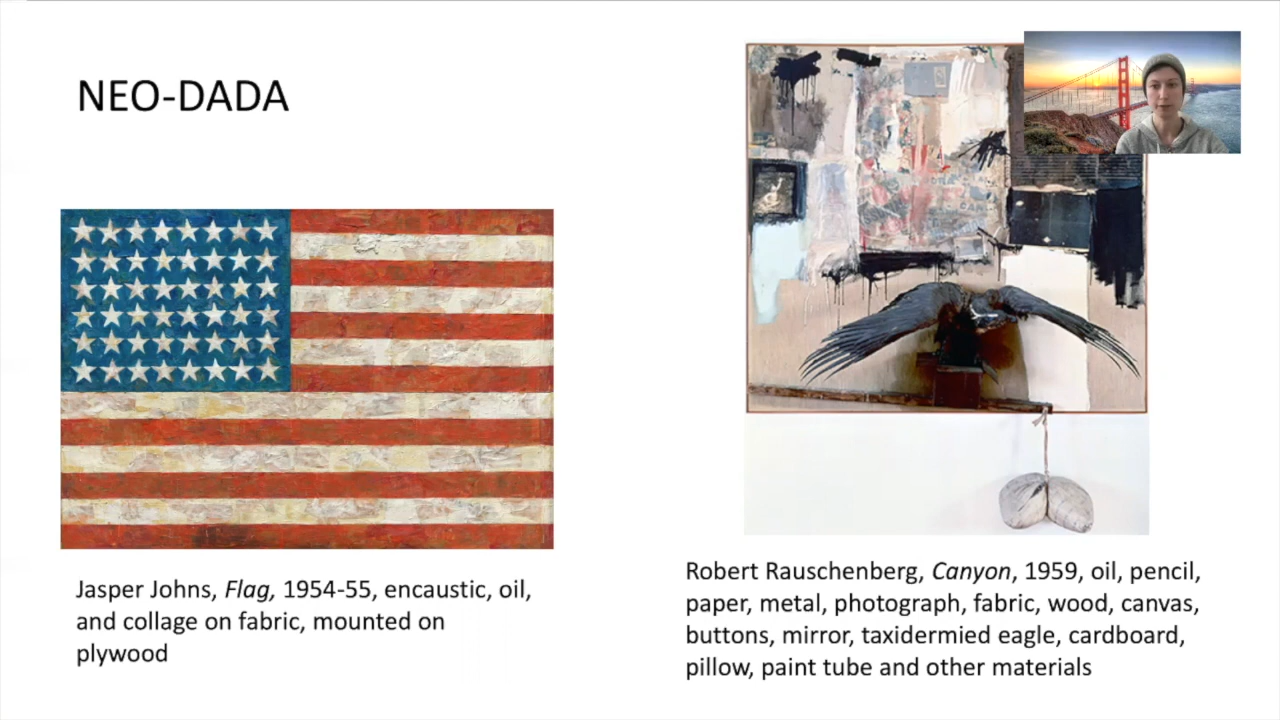 NEO-DADA
Jasper Johns, Flag, 1954-55, encaustic, oil,
and collage on fabric, mounted on
plywood
Robert Rauschenberg, Canyon, 1959, oil, pencil,
paper, metal, photograph, fabric, wood, canvas,
buttons, mirror, taxidermied eagle, cardboard,
pillow, paint tube and other materials